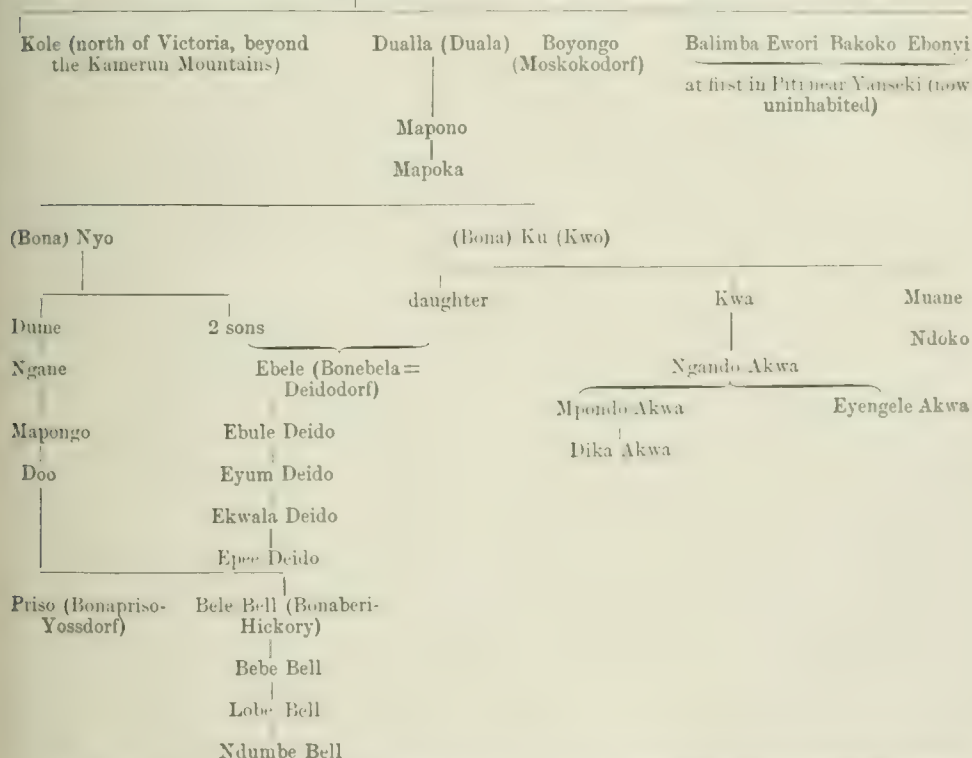 Kole (north of Victoria, beyond
the Kamerun Mountains)
Dualla (Duala)
Boyongo
(Moskokodorf)
Balimba Ewori Bakoko Ebonyi
at first in Piti near Yanseki (now
uninhabited)
Mapono
Mapoka
(Bona) Nyo
(Bona) Ku (Kwo)
Dume
2 sons
daughter
Kwa
Muane
Ndoko
Ngane
Ebele (Bonebela=
Deidodorf)
Ngando Akwa
Mpondo Akwa
Eyengele Akwa
Mapongo
Ebule Deido
Dika Akwa
Doo
Eyum Deido
Ekwala Deido
Epee Deido
Priso (Bonapriso-
Yossdorf)
Bele Bell (Bonaberi-
Hickory)
Bebe Bell
Lobe Bell
Ndumbe Bell